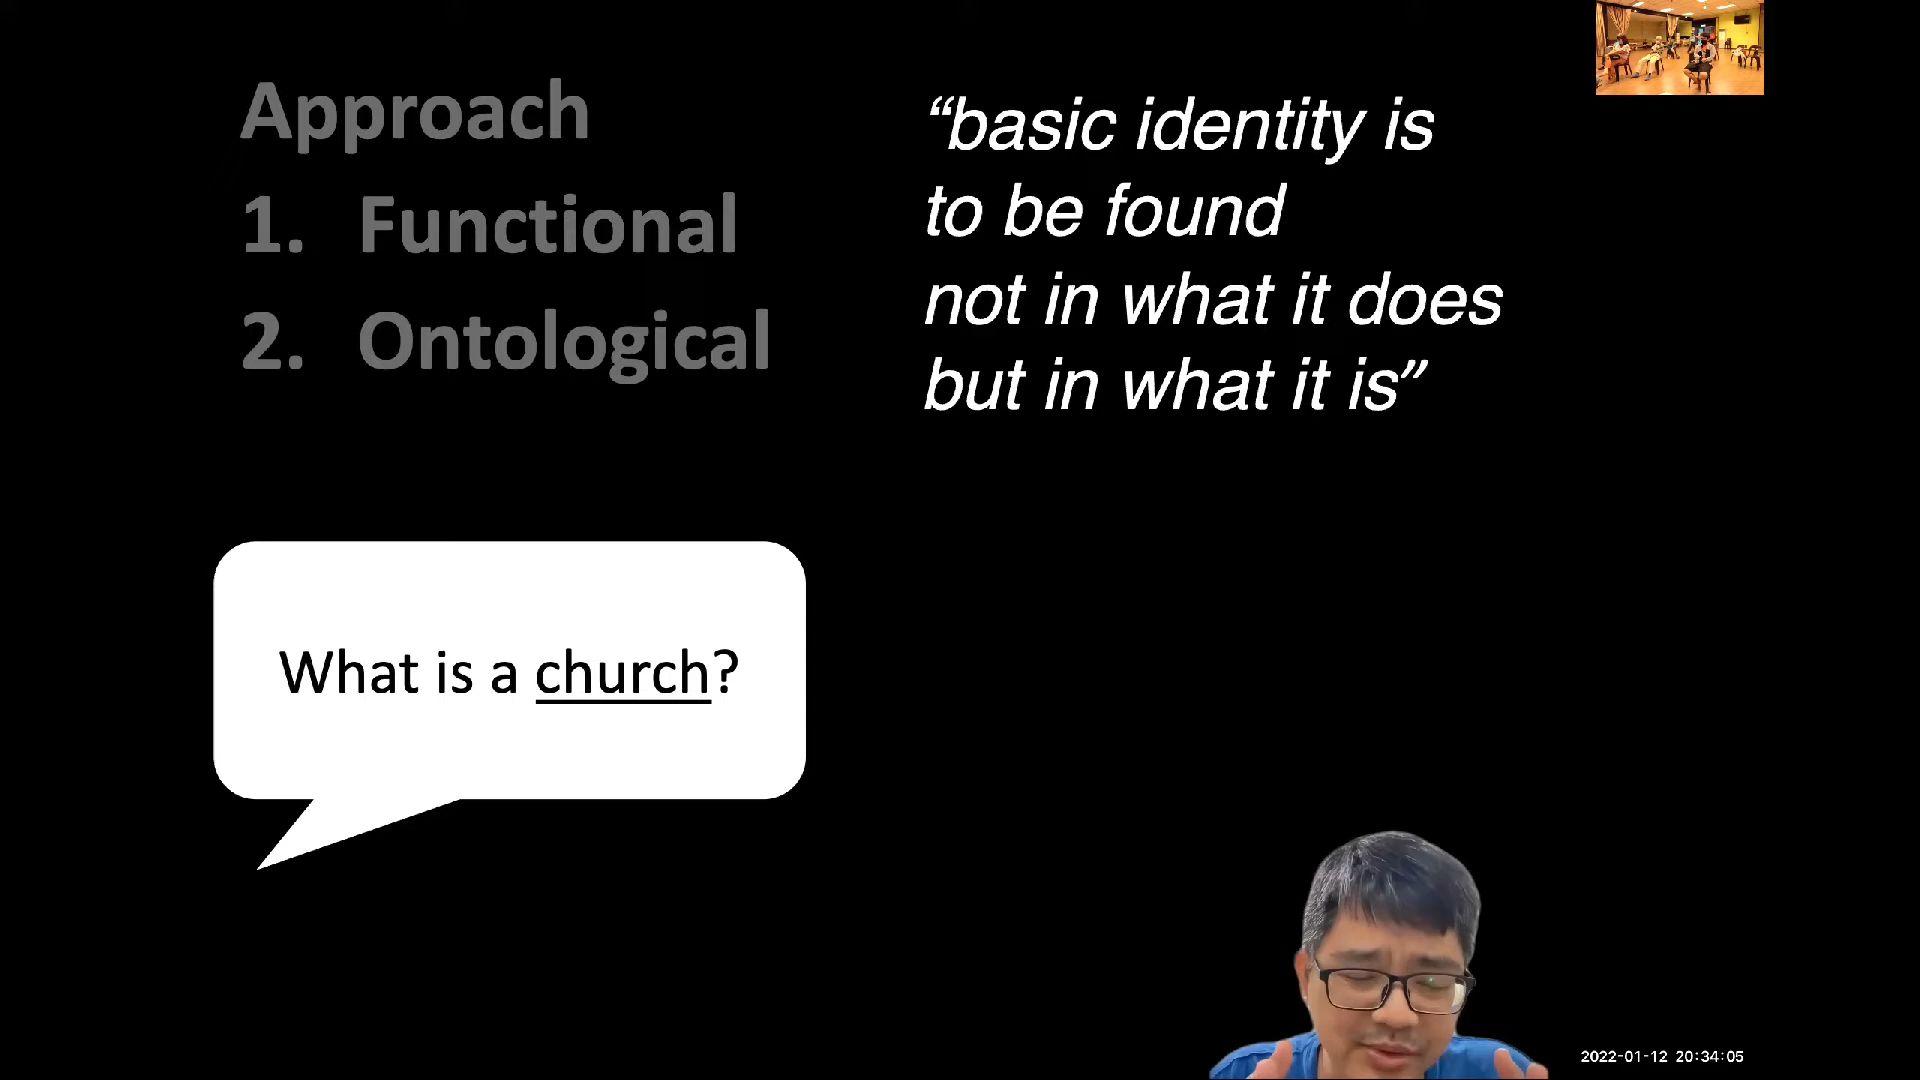 Approach
1. Functional
2. Ontological
“basic identity is
to be found
not in what it does
but in what it is”
What is a church?
2022-01-12 20:34:05